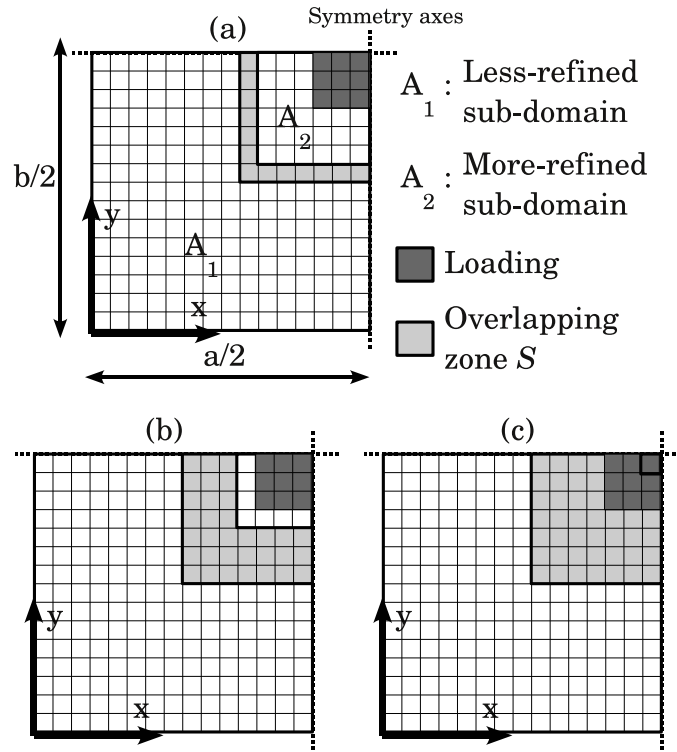 Symmetry axes
(a)
A2
b/2
y
A1
x
a/2
A1 : Less-refined
sub-domain
A2 : More-refined
sub-domain
Loading
Overlapping
zone S
(b)
y
x
(c)
y
x